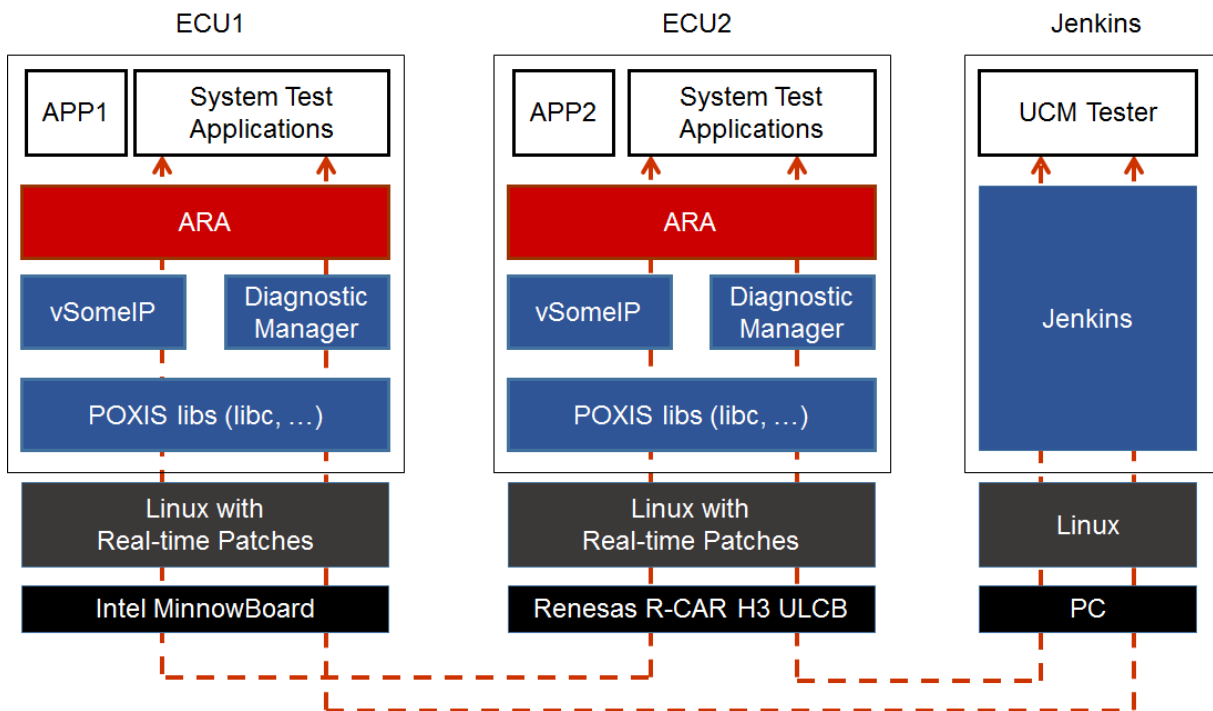 ECU1
ECU2
Jenkins
APP1
System Test
Applications
APP2
System Test
Applications
UCM Tester
ARA
ARA
Jenkins
vSomeIP
Diagnostic
Manager
vSomeIP
Diagnostic
Manager
POXIS libs (libc, …)
POXIS libs (libc, …)
Linux with
Real-time Patches
Linux with
Real-time Patches
Linux
Intel MinnowBoard
Renesas R-CAR H3 ULCB
PC